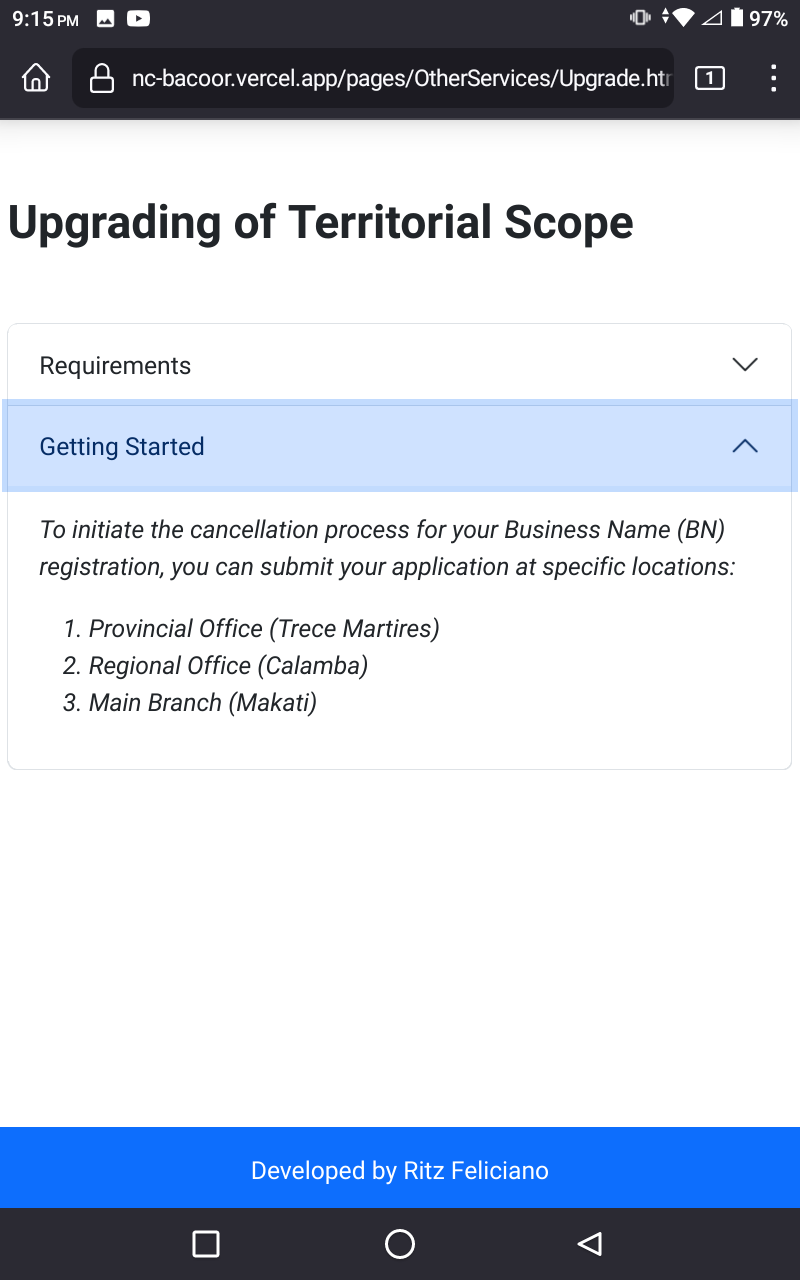 9:15 PM
97%
nc-bacoor.vercel.app/pages/OtherServices/Upgrade.htm
1
Upgrading of Territorial Scope
Requirements
Getting Started
To initiate the cancellation process for your Business Name (BN)
registration, you can submit your application at specific locations:
1. Provincial Office (Trece Martires)
2. Regional Office (Calamba)
3. Main Branch (Makati)
Developed by Ritz Feliciano